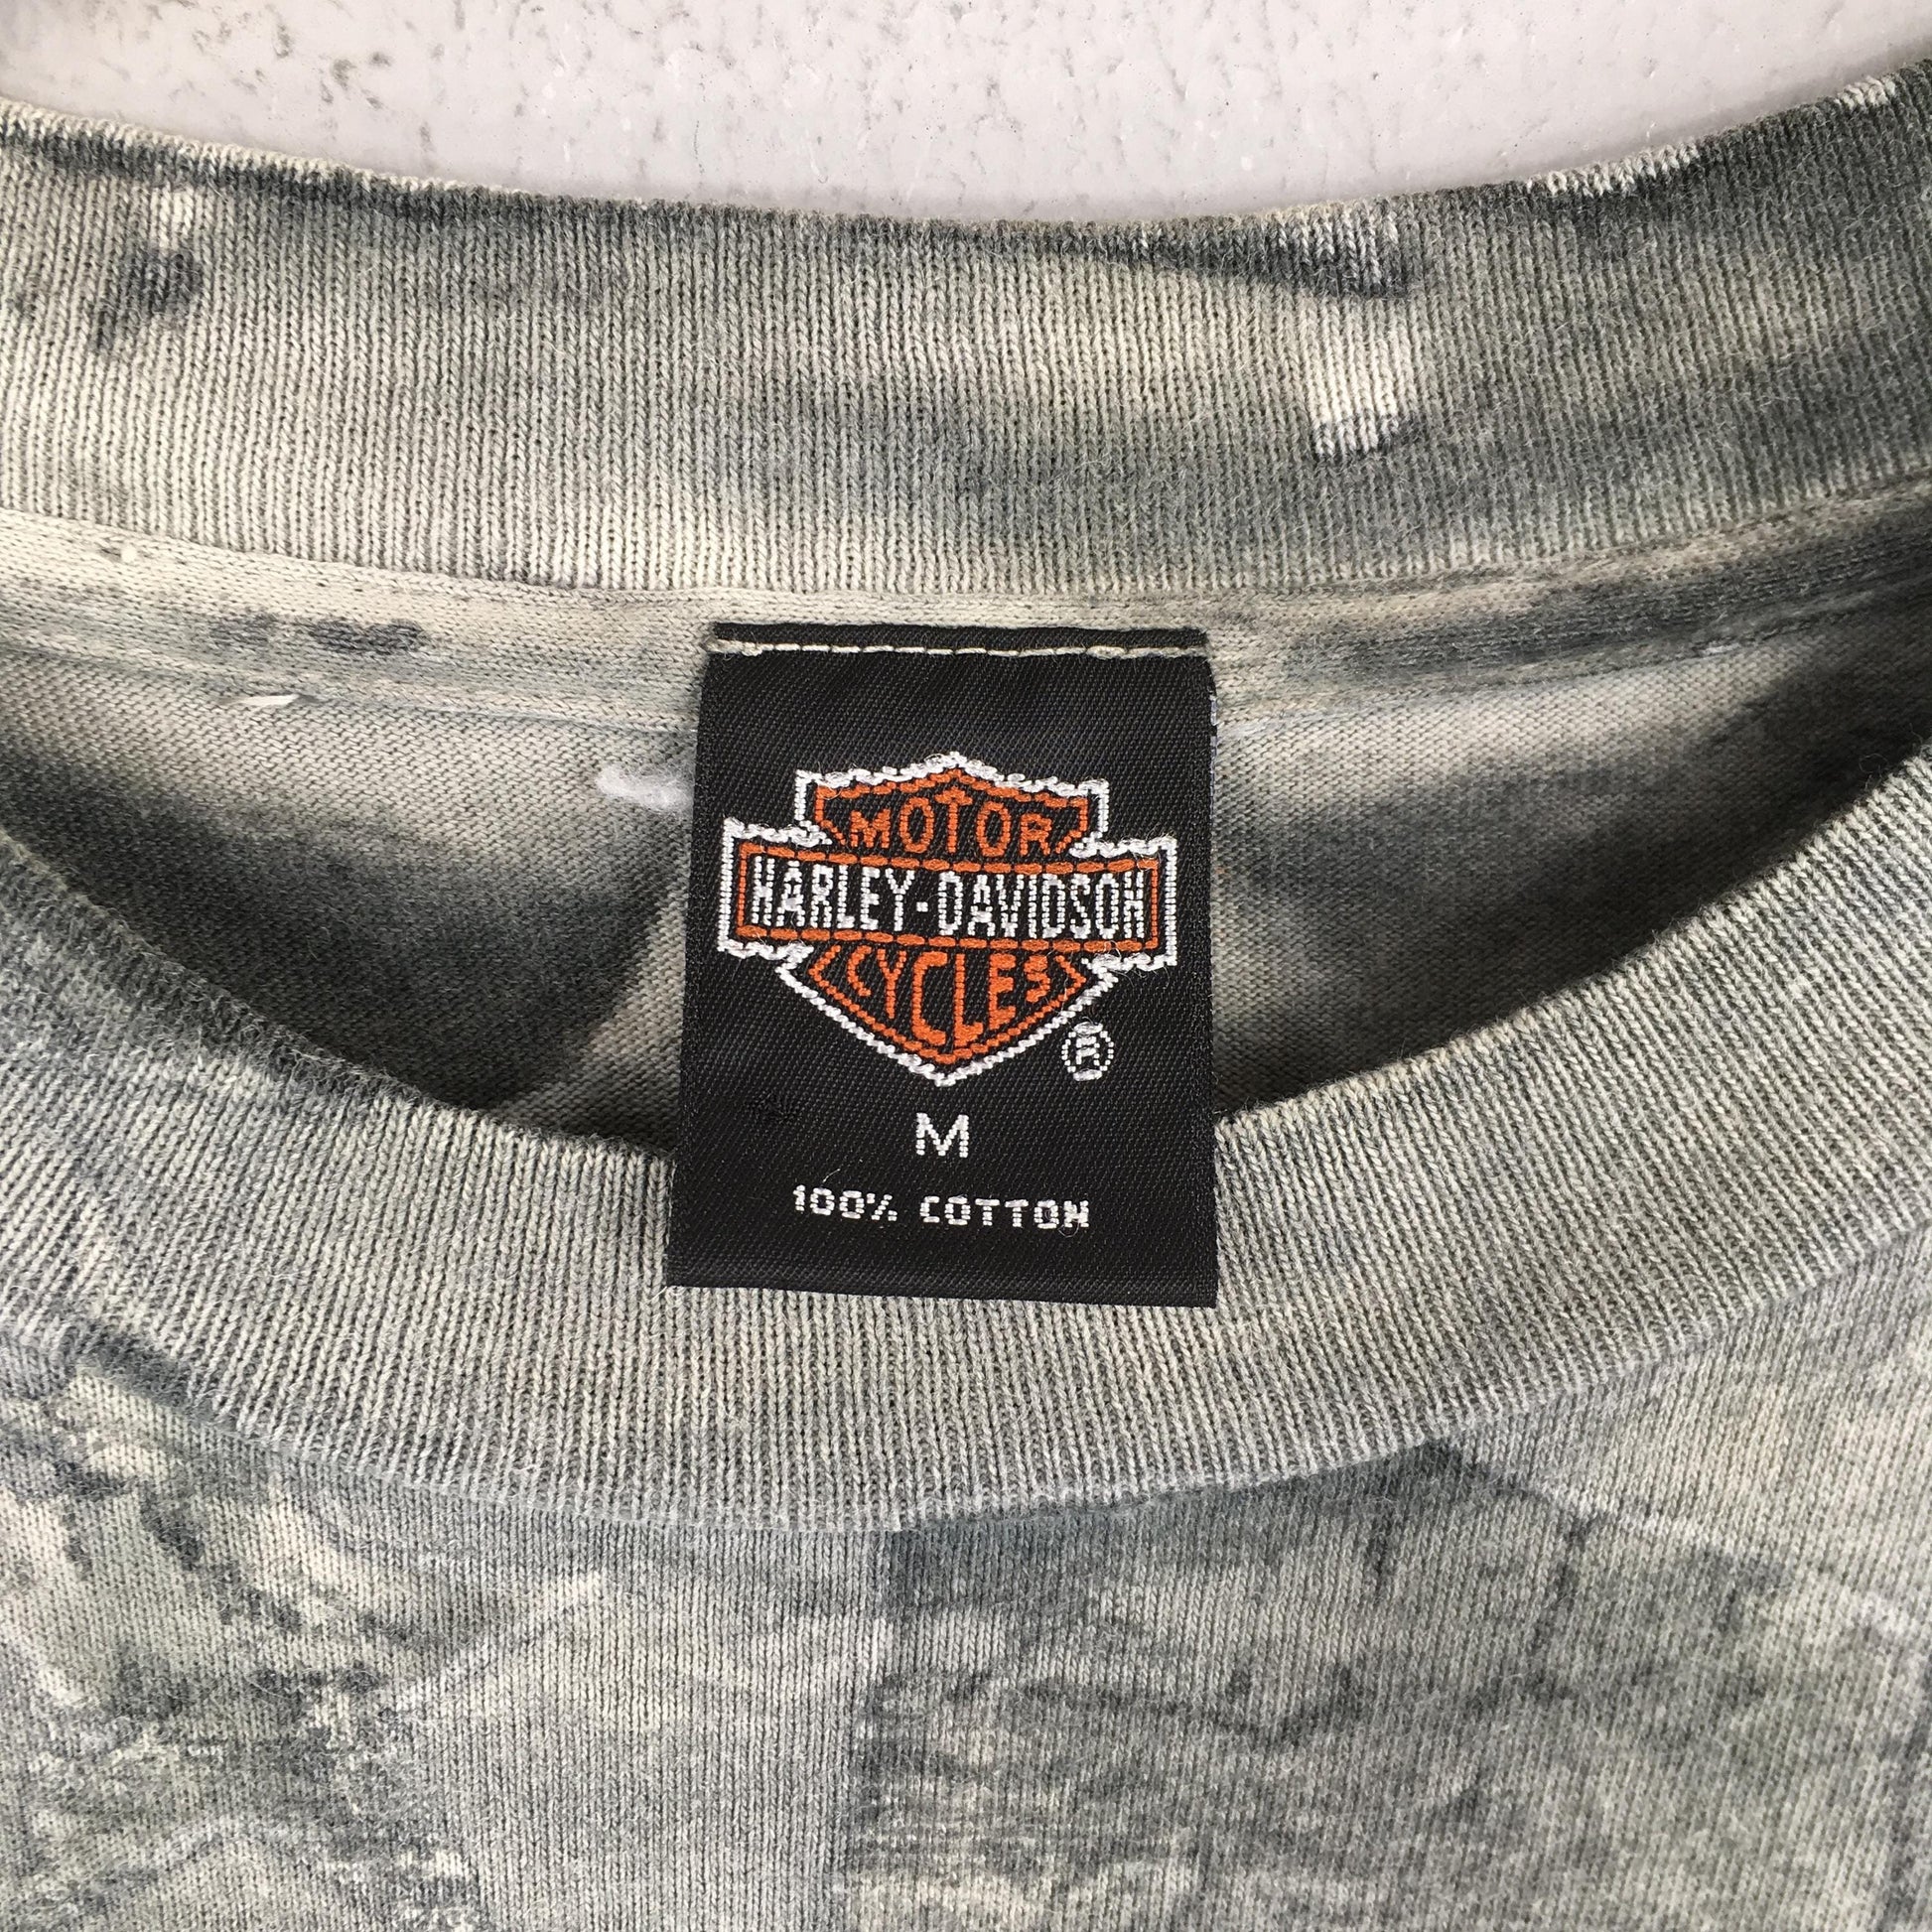 MOTOR
HARLEY-DAVIDSON
CYCLES
®
M
100% COTTON